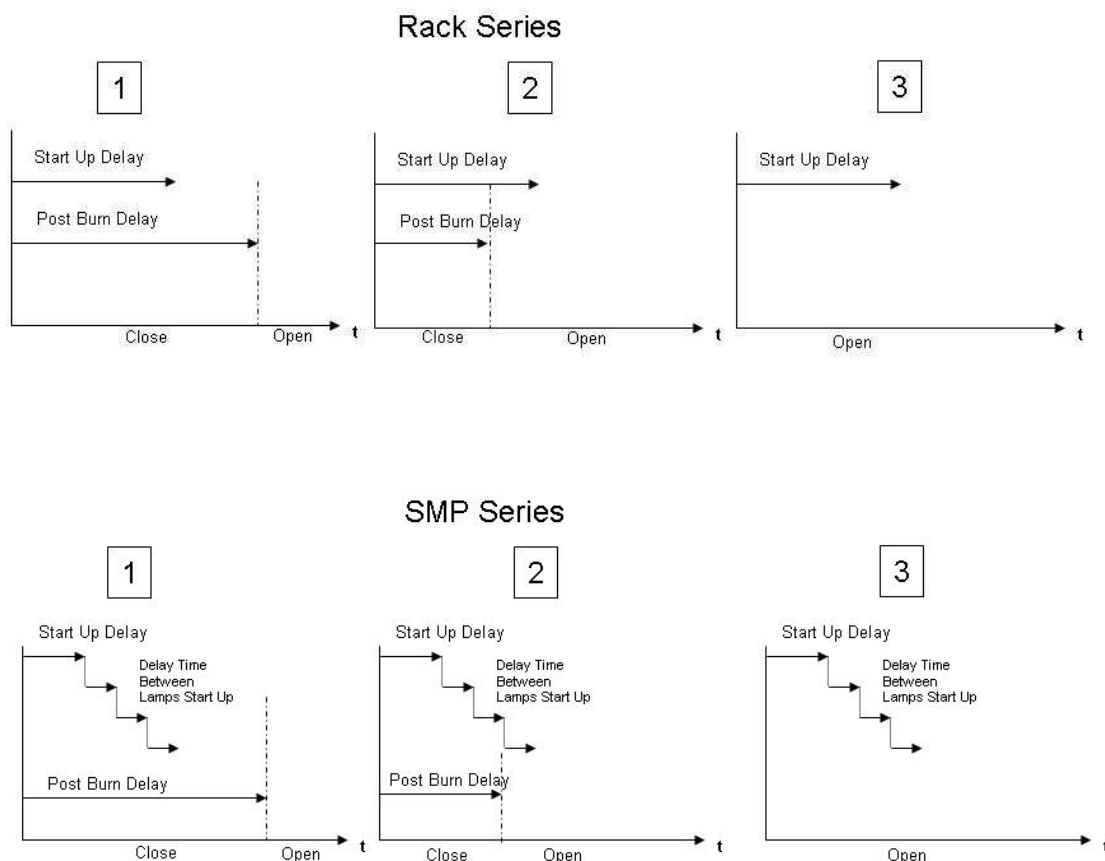 Rack Series
1
2
3
Start Up Delay
Post Burn Delay
Close
Open
t
Start Up Delay
Post Burn Delay
Close
Open
t
Start Up Delay
Open
t
SMP Series
1
2
3
Start Up Delay
Delay Time
Between
Lamps Start Up
Post Burn Delay
Close
Open
t
Start Up Delay
Delay Time
Between
Lamps Start Up
Post Burn Delay
Close
Open
t
Start Up Delay
Delay Time
Between
Lamps Start Up
Open
t